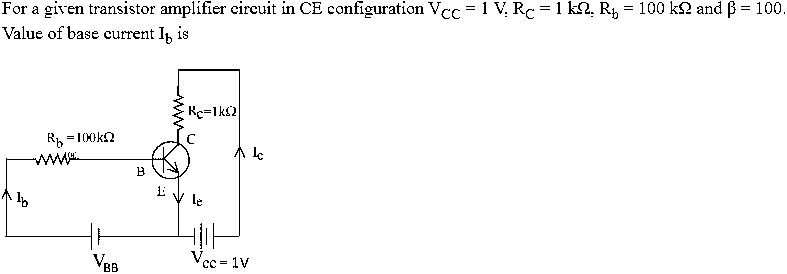 For a given transistor amplifier circuit in CE configuration V_CC = 1 V, R_C = 1 kΩ, R_b = 100 kΩ and β = 100.
Value of base current I_b is
R_C=1kΩ
R_b =100kΩ
C
I_c
B
E
I_b
I_e
V_BB
V_CC = 1V